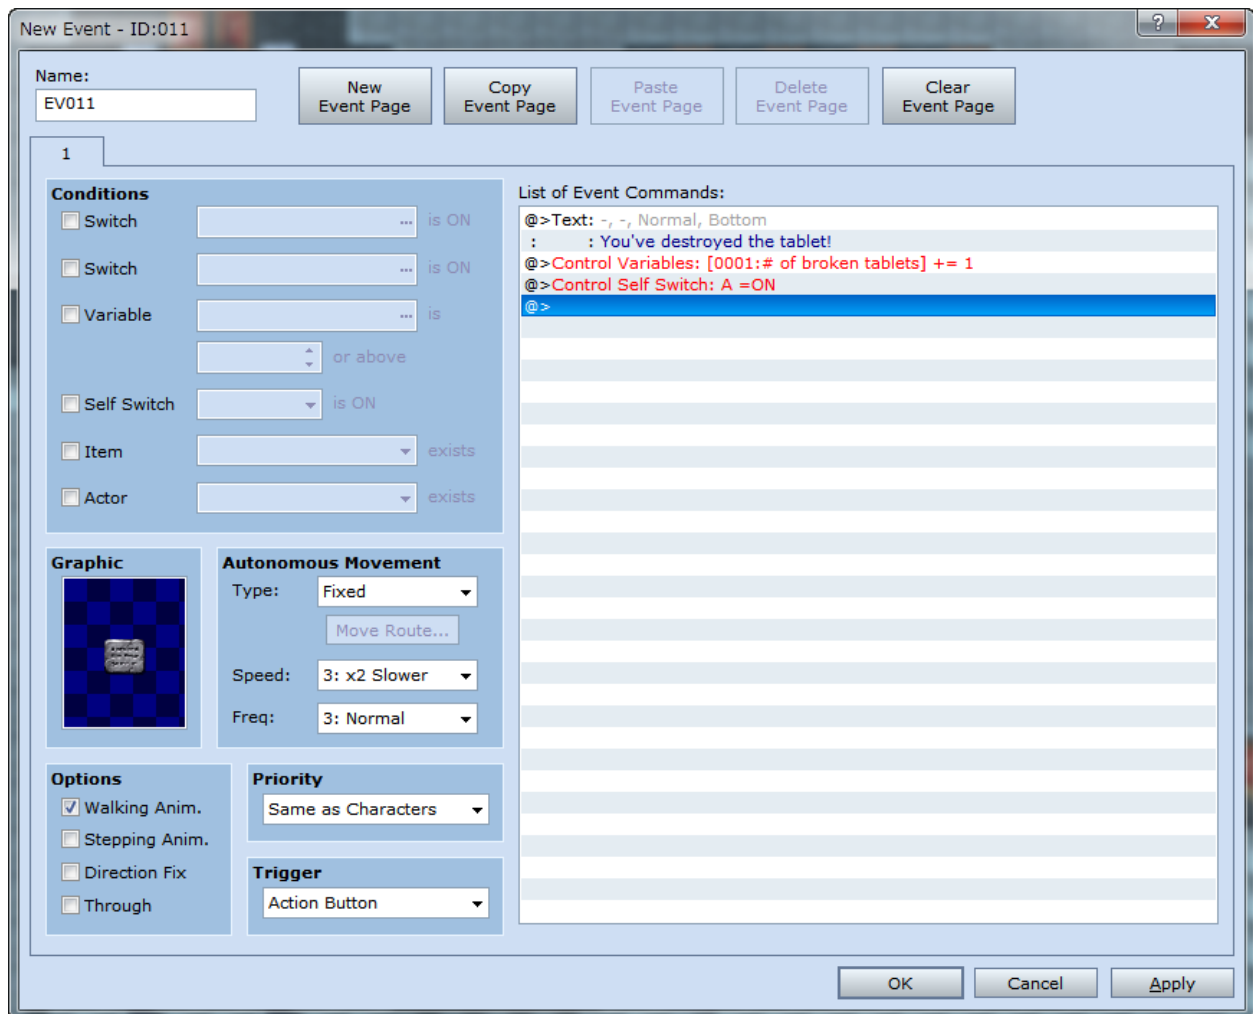 New Event - ID:011
Name:
EV011
New Event Page
Copy Event Page
Paste Event Page
Delete Event Page
Clear Event Page
1
Conditions
Switch ... is ON
Switch ... is ON
Variable ... is
or above
Self Switch is ON
Item exists
Actor exists
Graphic
Autonomous Movement
Type: Fixed
Move Route...
Speed: 3: x2 Slower
Freq: 3: Normal
Options
Walking Anim.
Stepping Anim.
Direction Fix
Through
Priority
Same as Characters
Trigger
Action Button
List of Event Commands:
@>Text: -, -, Normal, Bottom
: : You've destroyed the tablet!
@>Control Variables: [0001:# of broken tablets] += 1
@>Control Self Switch: A =ON
@>
OK
Cancel
Apply